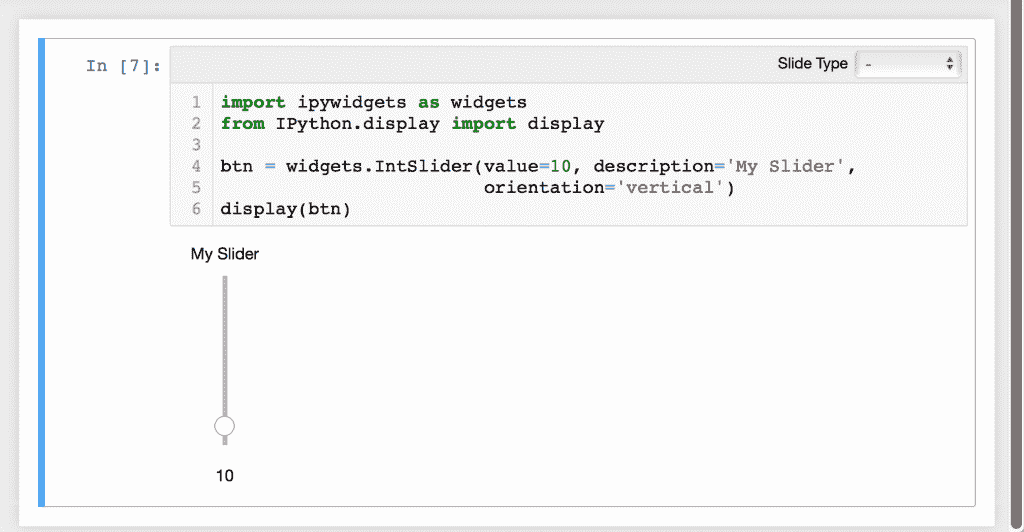 In [7]:
Slide Type -
1 import ipywidgets as widgets
2 from IPython.display import display
3
4 btn = widgets.IntSlider(value=10, description='My Slider',
5                         orientation='vertical')
6 display(btn)
My Slider
10